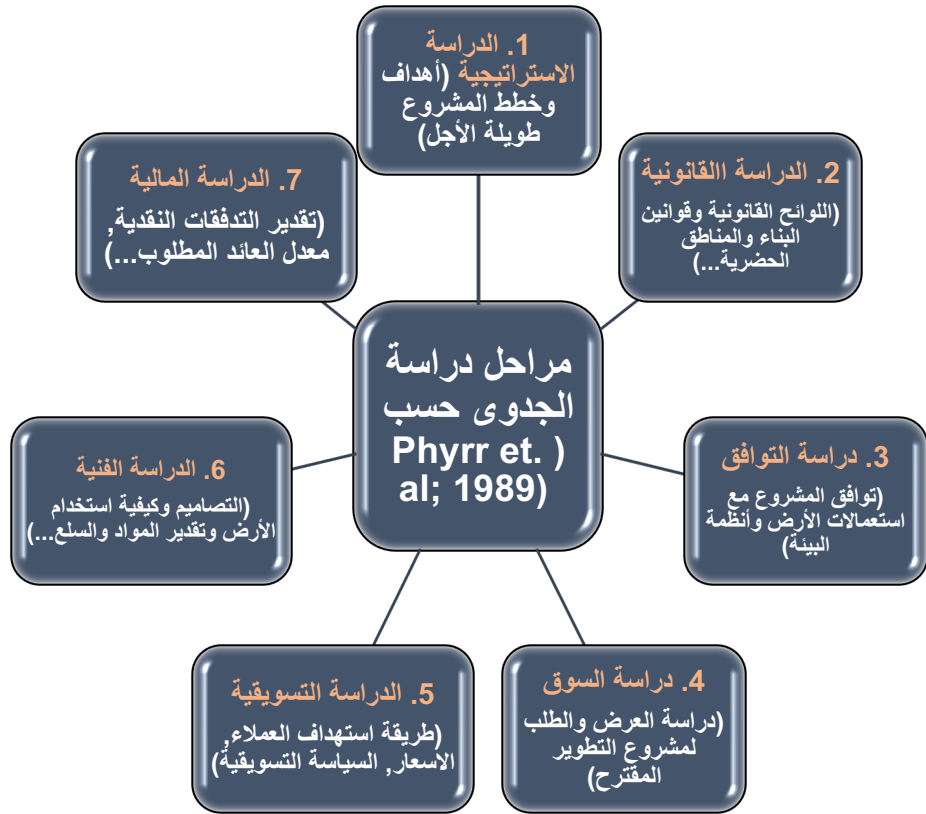 1. الدراسة
الاستراتيجية (أهداف
وخطط المشروع
طويلة الأجل)
2. الدراسة االقانونية
(اللوائح القانونية وقوانين
البناء والمناطق
الحضرية...)
3. دراسة التوافق
(توافق المشروع مع
استعمالات الأرض وأنظمة
البيئة)
4. دراسة السوق
(دراسة العرض والطلب
لمشروع التطوير
المقترح)
5. الدراسة التسويقية
(طريقة استهداف العملاء,
الاسعار, السياسة التسويقية)
6. الدراسة الفنية
(التصاميم وكيفية استخدام
الأرض وتقدير المواد والسلع...)
7. الدراسة المالية
(تقدير التدفقات النقدية,
معدل العائد المطلوب...)
مراحل دراسة
الجدوى حسب
Phyrr et. )
al; 1989)